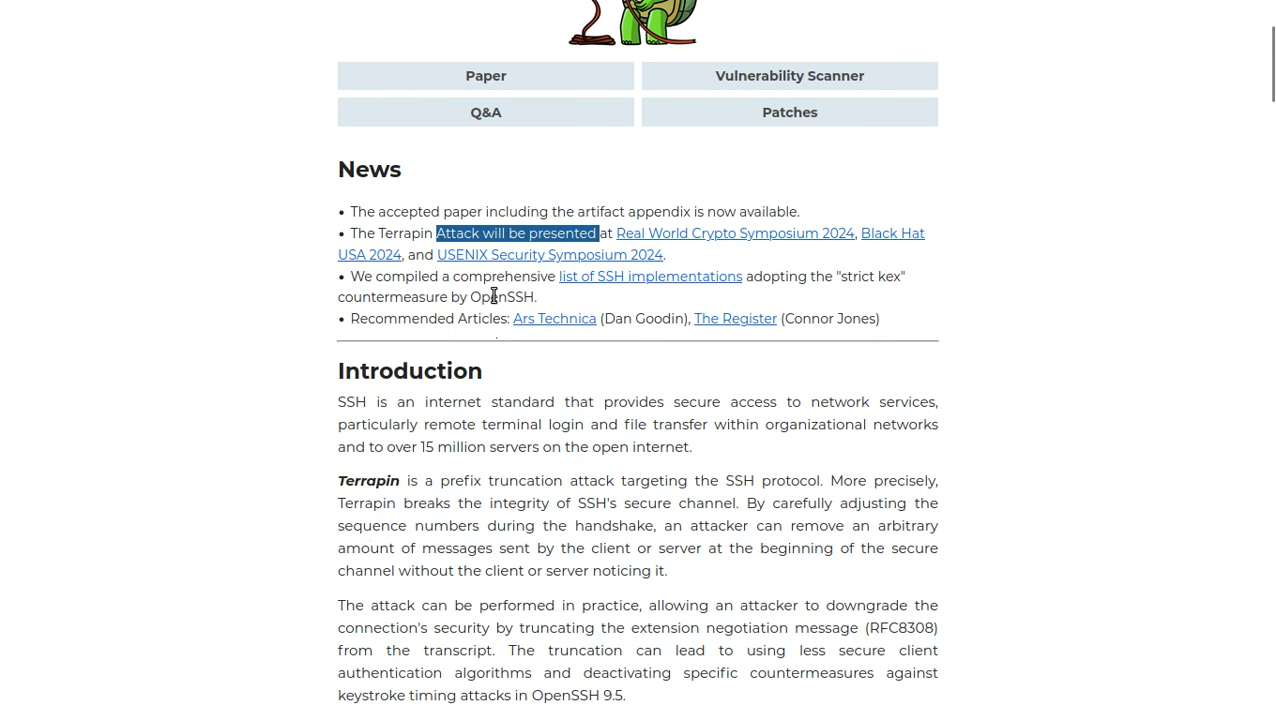 Paper
Vulnerability Scanner
Q&A
Patches
News
• The accepted paper including the artifact appendix is now available.
• The Terrapin Attack will be presented at Real World Crypto Symposium 2024, Black Hat
USA 2024, and USENIX Security Symposium 2024.
• We compiled a comprehensive list of SSH implementations adopting the "strict kex"
countermeasure by OpenSSH.
• Recommended Articles: Ars Technica (Dan Goodin), The Register (Connor Jones)
Introduction
SSH is an internet standard that provides secure access to network services,
particularly remote terminal login and file transfer within organizational networks
and to over 15 million servers on the open internet.
Terrapin is a prefix truncation attack targeting the SSH protocol. More precisely,
Terrapin breaks the integrity of SSH's secure channel. By carefully adjusting the
sequence numbers during the handshake, an attacker can remove an arbitrary
amount of messages sent by the client or server at the beginning of the secure
channel without the client or server noticing it.
The attack can be performed in practice, allowing an attacker to downgrade the
connection's security by truncating the extension negotiation message (RFC8308)
from the transcript. The truncation can lead to using less secure client
authentication algorithms and deactivating specific countermeasures against
keystroke timing attacks in OpenSSH 9.5.